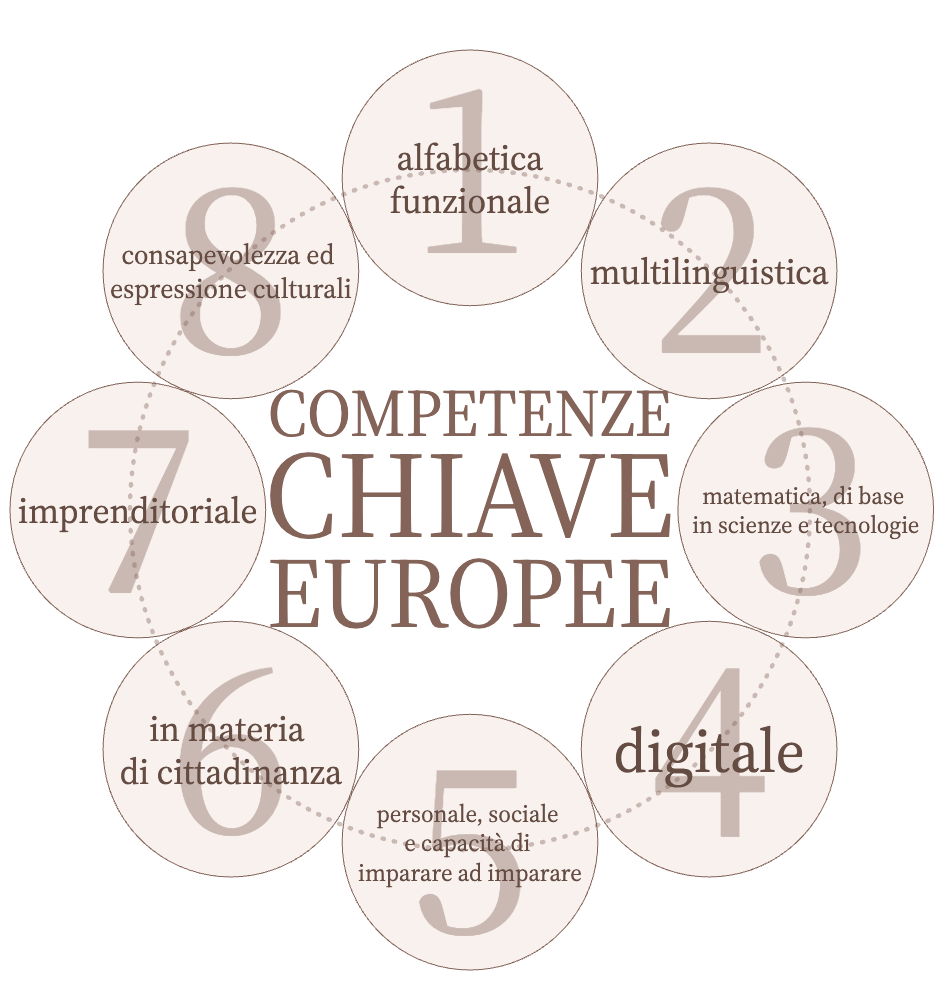 COMPETENZE
CHIAVE
EUROPEE
1
alfabetica
funzionale
2
multilinguistica
3
matematica, di base
in scienze e tecnologie
4
digitale
5
personale, sociale
e capacità di
imparare ad imparare
6
in materia
di cittadinanza
7
imprenditoriale
8
consapevolezza ed
espressione culturali